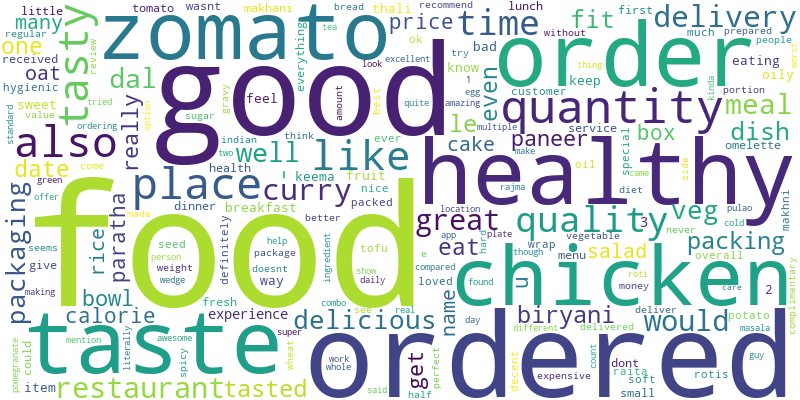 little
tomato
wasnt
makhani
bread
thali
recommend
lunch
many
regular
zomato
tea
price
time
fit
first
delivery
one
received
review
tasty
everything
ok
without
much
prepared
people
look
excellent
try
bad
order
thing
eating
worst
oat
dal
good
know
keep
oily
kinda
hygienic
feel
amount
best
quite
1
egg
amazing
even
customer
portion
sweet
value
tried
really
sugar
gravy
quantity
meal
standard
ordering
option
indian
think
ever
le
multiple
service
box
dish
also
two
well
like
cake
make
paneer
special
omelette
date
come
health
keema
fruit
healthy
oil
came
side
green
offer
place
curry
nice
packed
rajma
diet
packaging
paratha
made
dinner
breakfast
better
great
location
quality
3
veg
pulao
never
cold
makhni
food
rice
seems
give
making
seed
person
weight
wedge
definitely
help
package
doesnt
way
ingredient
tofu
show
daily
app
plate
e
eat
hard
vegetable
wrap
though
menu
salad
roti
packing
overall
compared
loved
found
chicken
money
care
2
complimentary
bowl
calorie
fresh
experience
combo
see
real
delicious
name
day
u
biryani
different
delivered
would
deliver
potato
masala
taste
could
mention
literally
awesome
spicy
super
wheat
ordered
work
whole
said
get
half
perfect
decent
expensive
count
dont
raita
soft
small
guy
rotis
pomegranate
item
restaurant
tasted